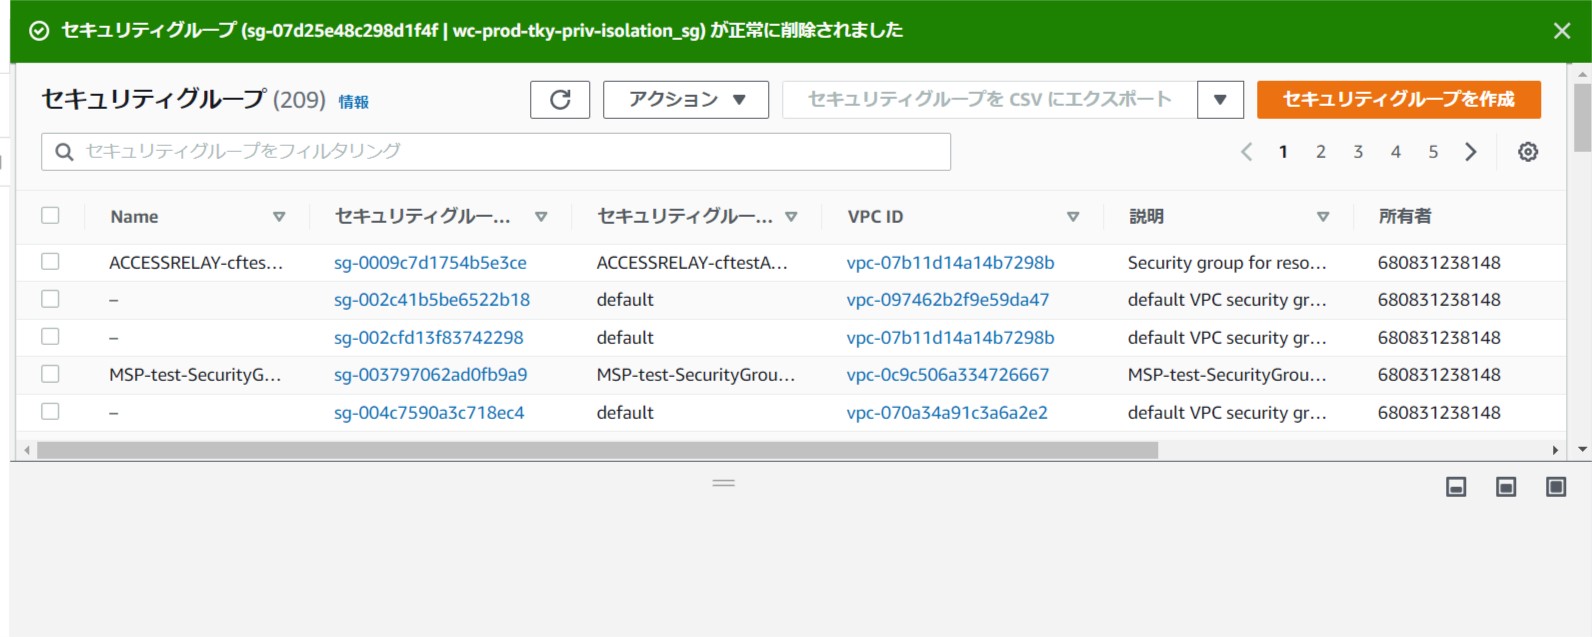 セキュリティグループ (sg-07d25e48c298d1f4f | wc-prod-tky-priv-isolation_sg) が正常に削除されました
セキュリティグループ (209) 情報 アクション セキュリティグループを CSV にエクスポート セキュリティグループを作成
セキュリティグループをフィルタリング 1 2 3 4 5
Name セキュリティグルー... セキュリティグルー... VPC ID 説明 所有者
ACCESSRELAY-cftes... sg-0009c7d1754b5e3ce ACCESSRELAY-cftestA... vpc-07b11d14a14b7298b Security group for reso... 680831238148
– sg-002c41b5be6522b18 default vpc-097462b2f9e59da47 default VPC security gr... 680831238148
– sg-002cfd13f83742298 default vpc-07b11d14a14b7298b default VPC security gr... 680831238148
MSP-test-SecurityG... sg-003797062ad0fb9a9 MSP-test-SecurityGrou... vpc-0c9c506a334726667 MSP-test-SecurityGrou... 680831238148
– sg-004c7590a3c718ec4 default vpc-070a34a91c3a6a2e2 default VPC security gr... 680831238148